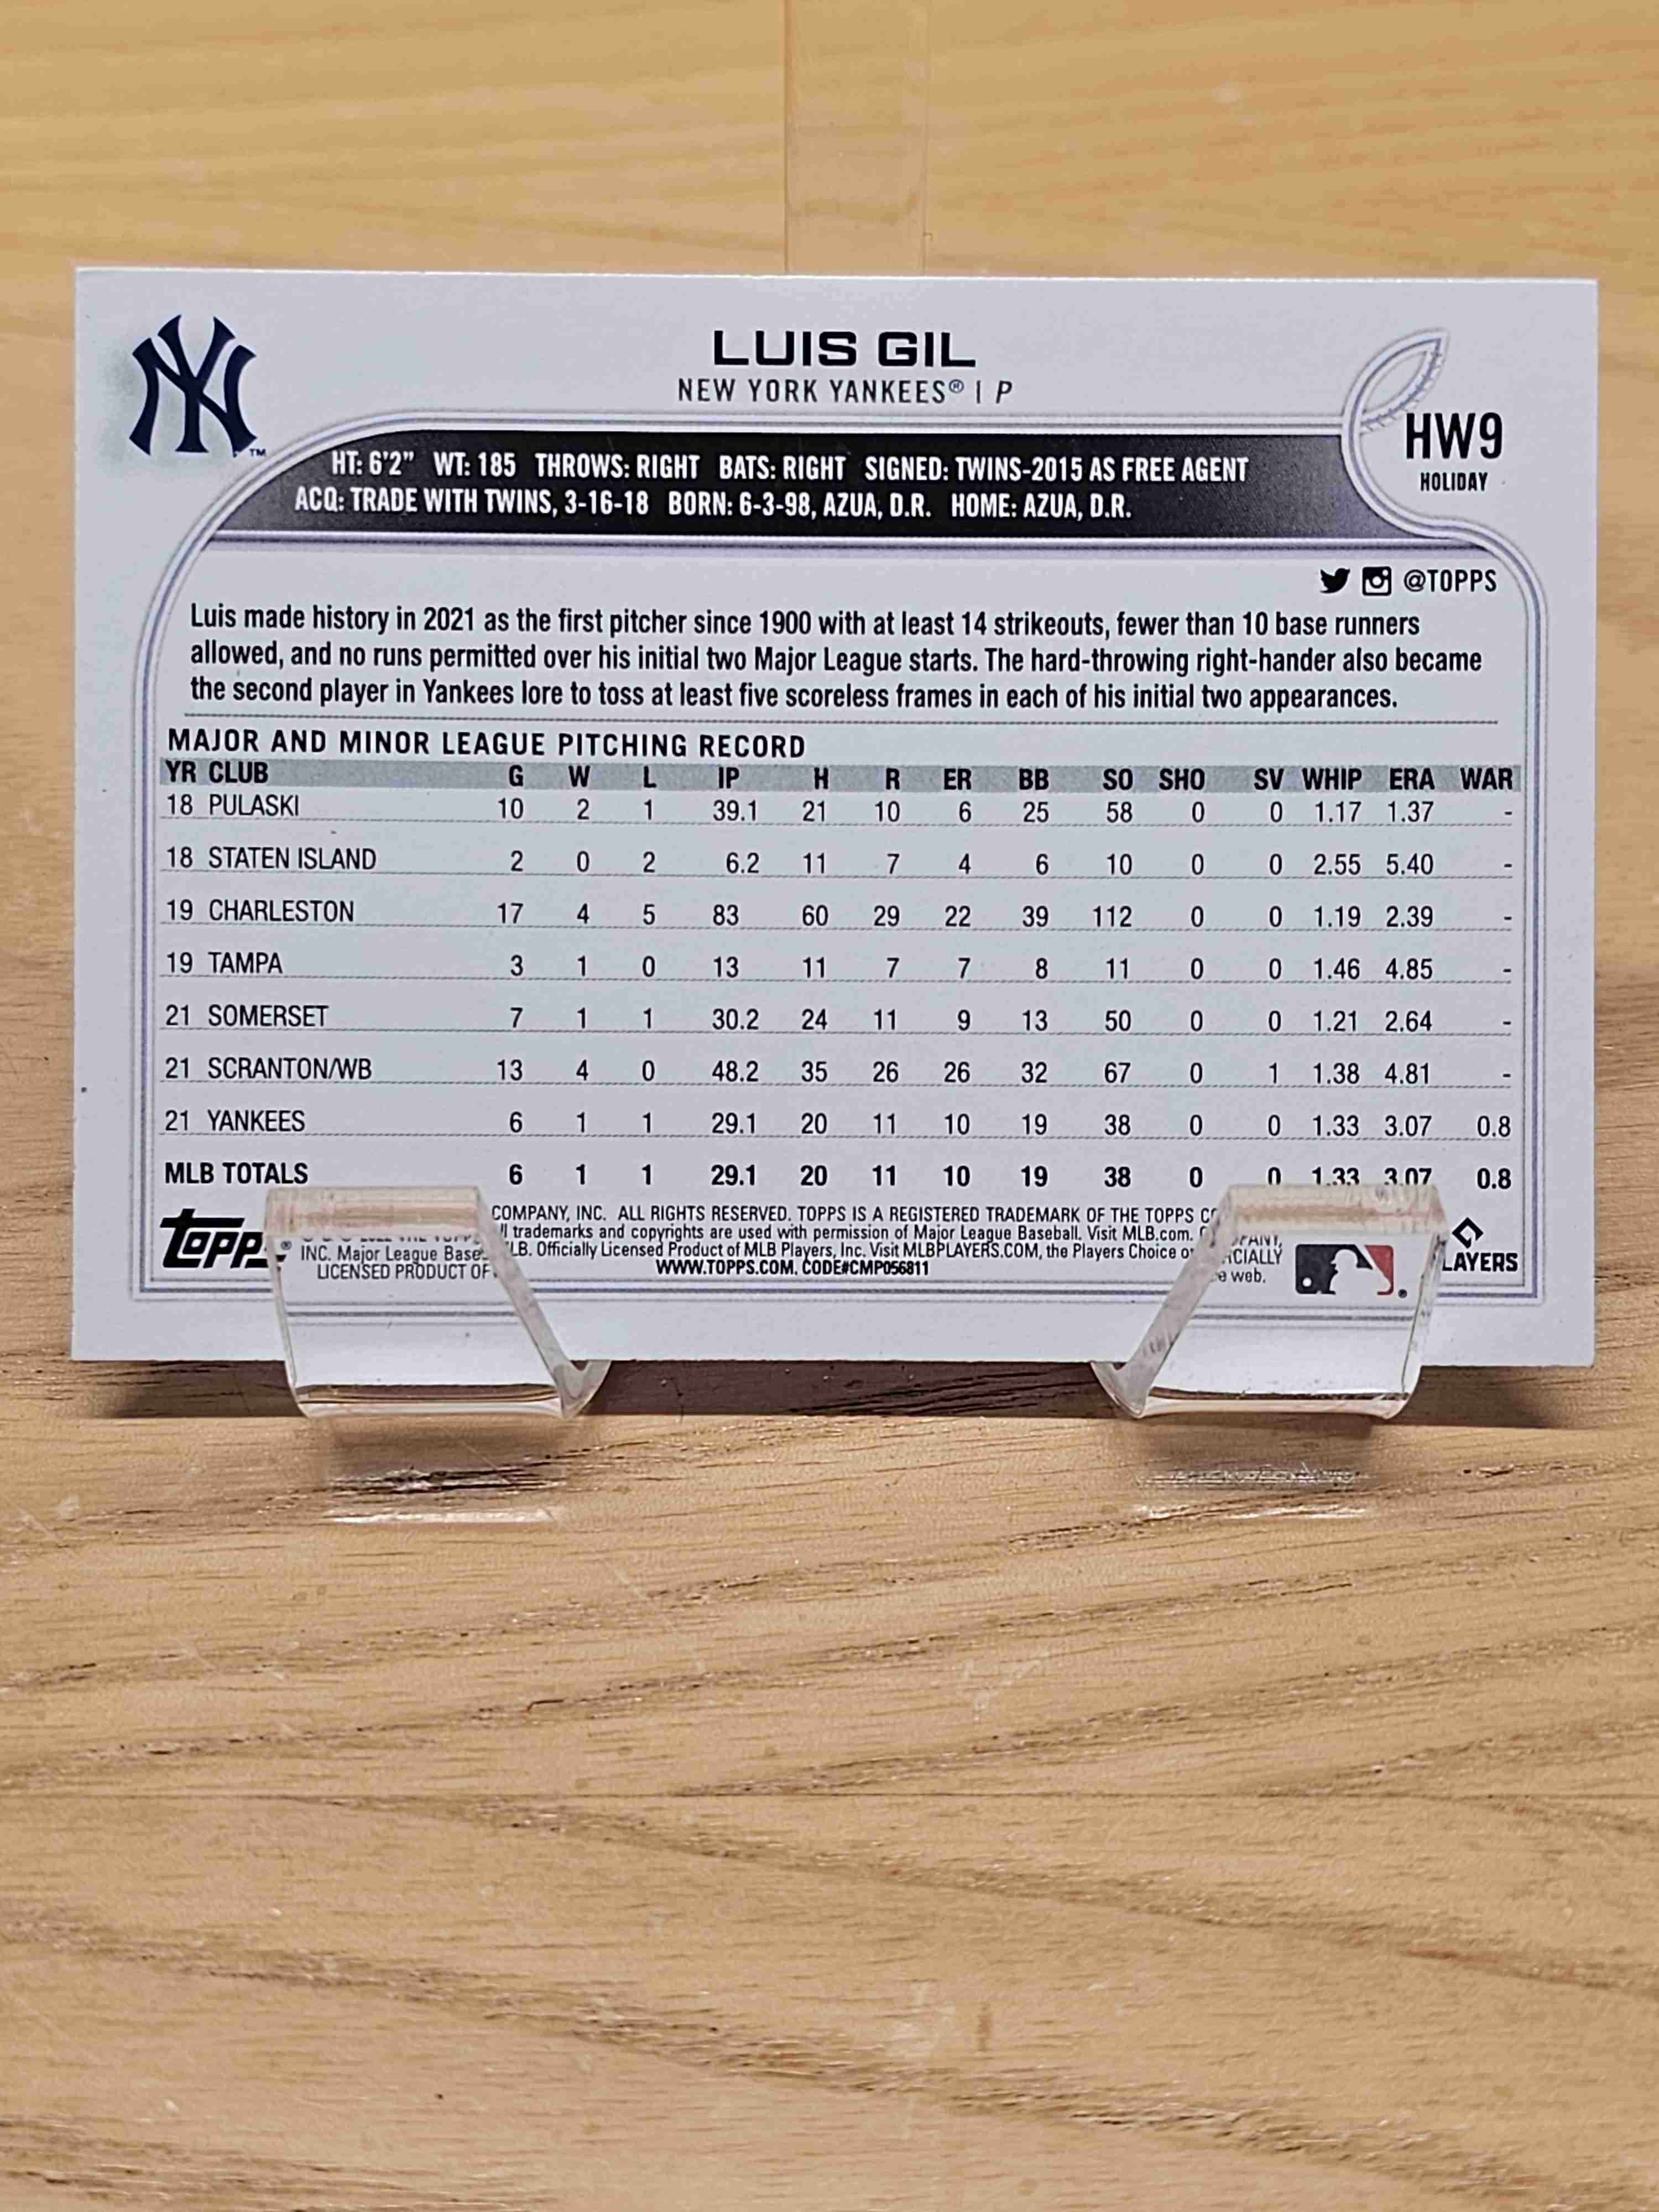 LUIS GIL
NEW YORK YANKEES® | P
HW9
HOLIDAY
HT: 6'2" WT: 185 THROWS: RIGHT BATS: RIGHT SIGNED: TWINS-2015 AS FREE AGENT
ACQ: TRADE WITH TWINS, 3-16-18 BORN: 6-3-98, AZUA, D.R. HOME: AZUA, D.R.
@TOPPS
Luis made history in 2021 as the first pitcher since 1900 with at least 14 strikeouts, fewer than 10 base runners
allowed, and no runs permitted over his initial two Major League starts. The hard-throwing right-hander also became
the second player in Yankees lore to toss at least five scoreless frames in each of his initial two appearances.
MAJOR AND MINOR LEAGUE PITCHING RECORD
YR CLUB G W L IP H R ER BB SO SHO SV WHIP ERA WAR
18 PULASKI 10 2 1 39.1 21 10 6 25 58 0 0 1.17 1.37 -
18 STATEN ISLAND 2 0 2 6.2 11 7 4 6 10 0 0 2.55 5.40 -
19 CHARLESTON 17 4 5 83 60 29 22 39 112 0 0 1.19 2.39 -
19 TAMPA 3 1 0 13 11 7 7 8 11 0 0 1.46 4.85 -
21 SOMERSET 7 1 1 30.2 24 11 9 13 50 0 0 1.21 2.64 -
21 SCRANTON/WB 13 4 0 48.2 35 26 26 32 67 0 1 1.38 4.81 -
21 YANKEES 6 1 1 29.1 20 11 10 19 38 0 0 1.33 3.07 0.8
MLB TOTALS 6 1 1 29.1 20 11 10 19 38 0 0 1.33 3.07 0.8
topps
COMPANY, INC. ALL RIGHTS RESERVED. TOPPS IS A REGISTERED TRADEMARK OF THE TOPPS
trademarks and copyrights are used with permission of Major League Baseball. Visit MLB.com.
INC. Major League LB. Officially Licensed Product of MLB Players, Inc. Visit MLBPLAYERS.COM, the Players Choice
LICENSED PRODUCT OF WWW.TOPPS.COM. CODE#CMP056811 web.
LAYERS
NY
TM